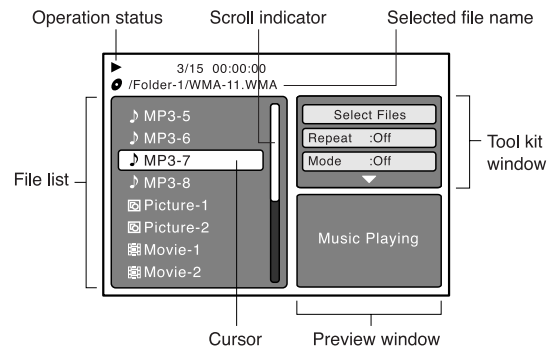 Operation status
Scroll indicator
Selected file name
3/15 00:00:00
/Folder-1/WMA-11.WMA
MP3-5
MP3-6
MP3-7
MP3-8
Picture-1
Picture-2
Movie-1
Movie-2
Select Files
Repeat :Off
Mode :Off
Music Playing
File list
Tool kit
window
Cursor
Preview window